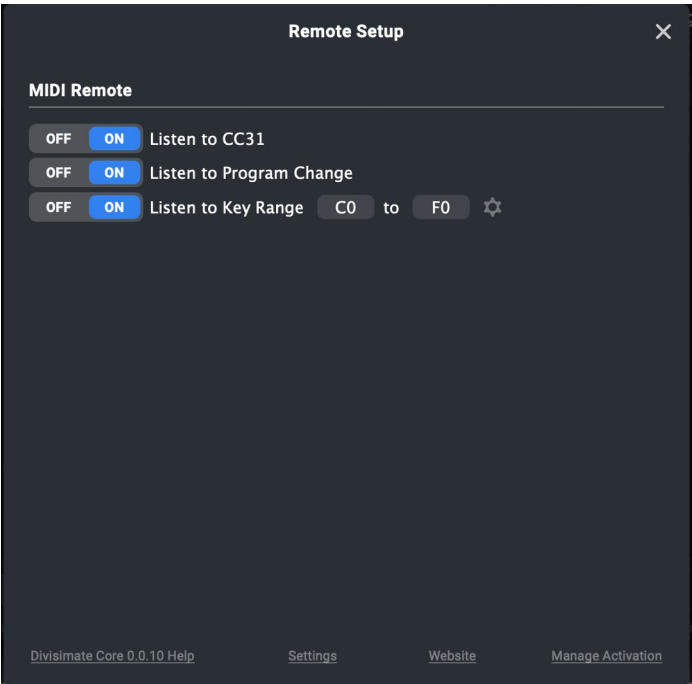 Remote Setup
MIDI Remote
OFF ON Listen to CC31
OFF ON Listen to Program Change
OFF ON Listen to Key Range C0 to F0
Divisimate Core 0.0.10 Help Settings Website Manage Activation